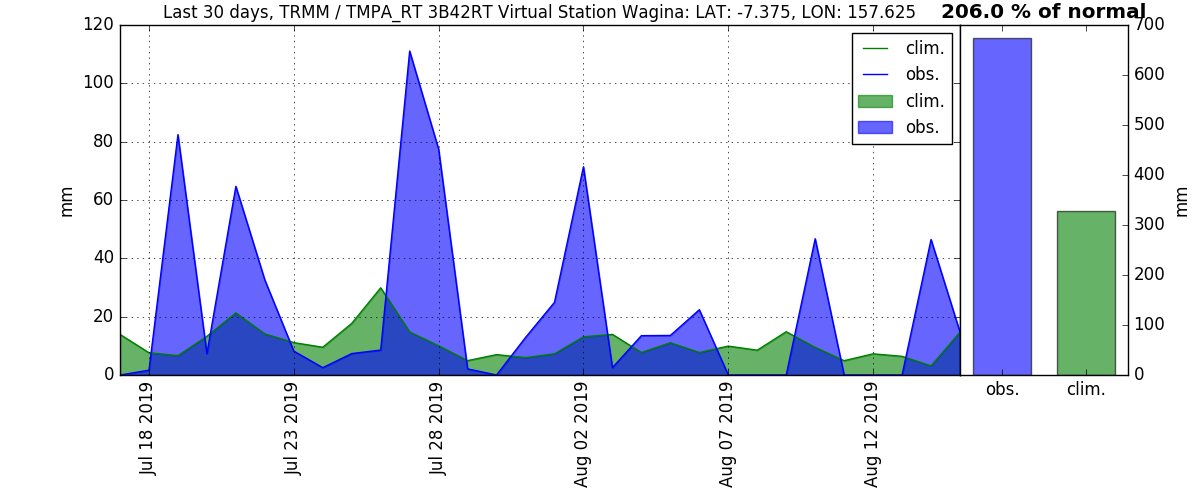 Last 30 days, TRMM / TMPA_RT 3B42RT Virtual Station Wagina: LAT: -7.375, LON: 157.625
206.0 % of normal
120
100
80
60
40
20
0
mm
clim.
obs.
clim.
obs.
700
600
500
400
300
200
100
0
mm
Jul 18 2019
Jul 23 2019
Jul 28 2019
Aug 02 2019
Aug 07 2019
Aug 12 2019
obs.
clim.